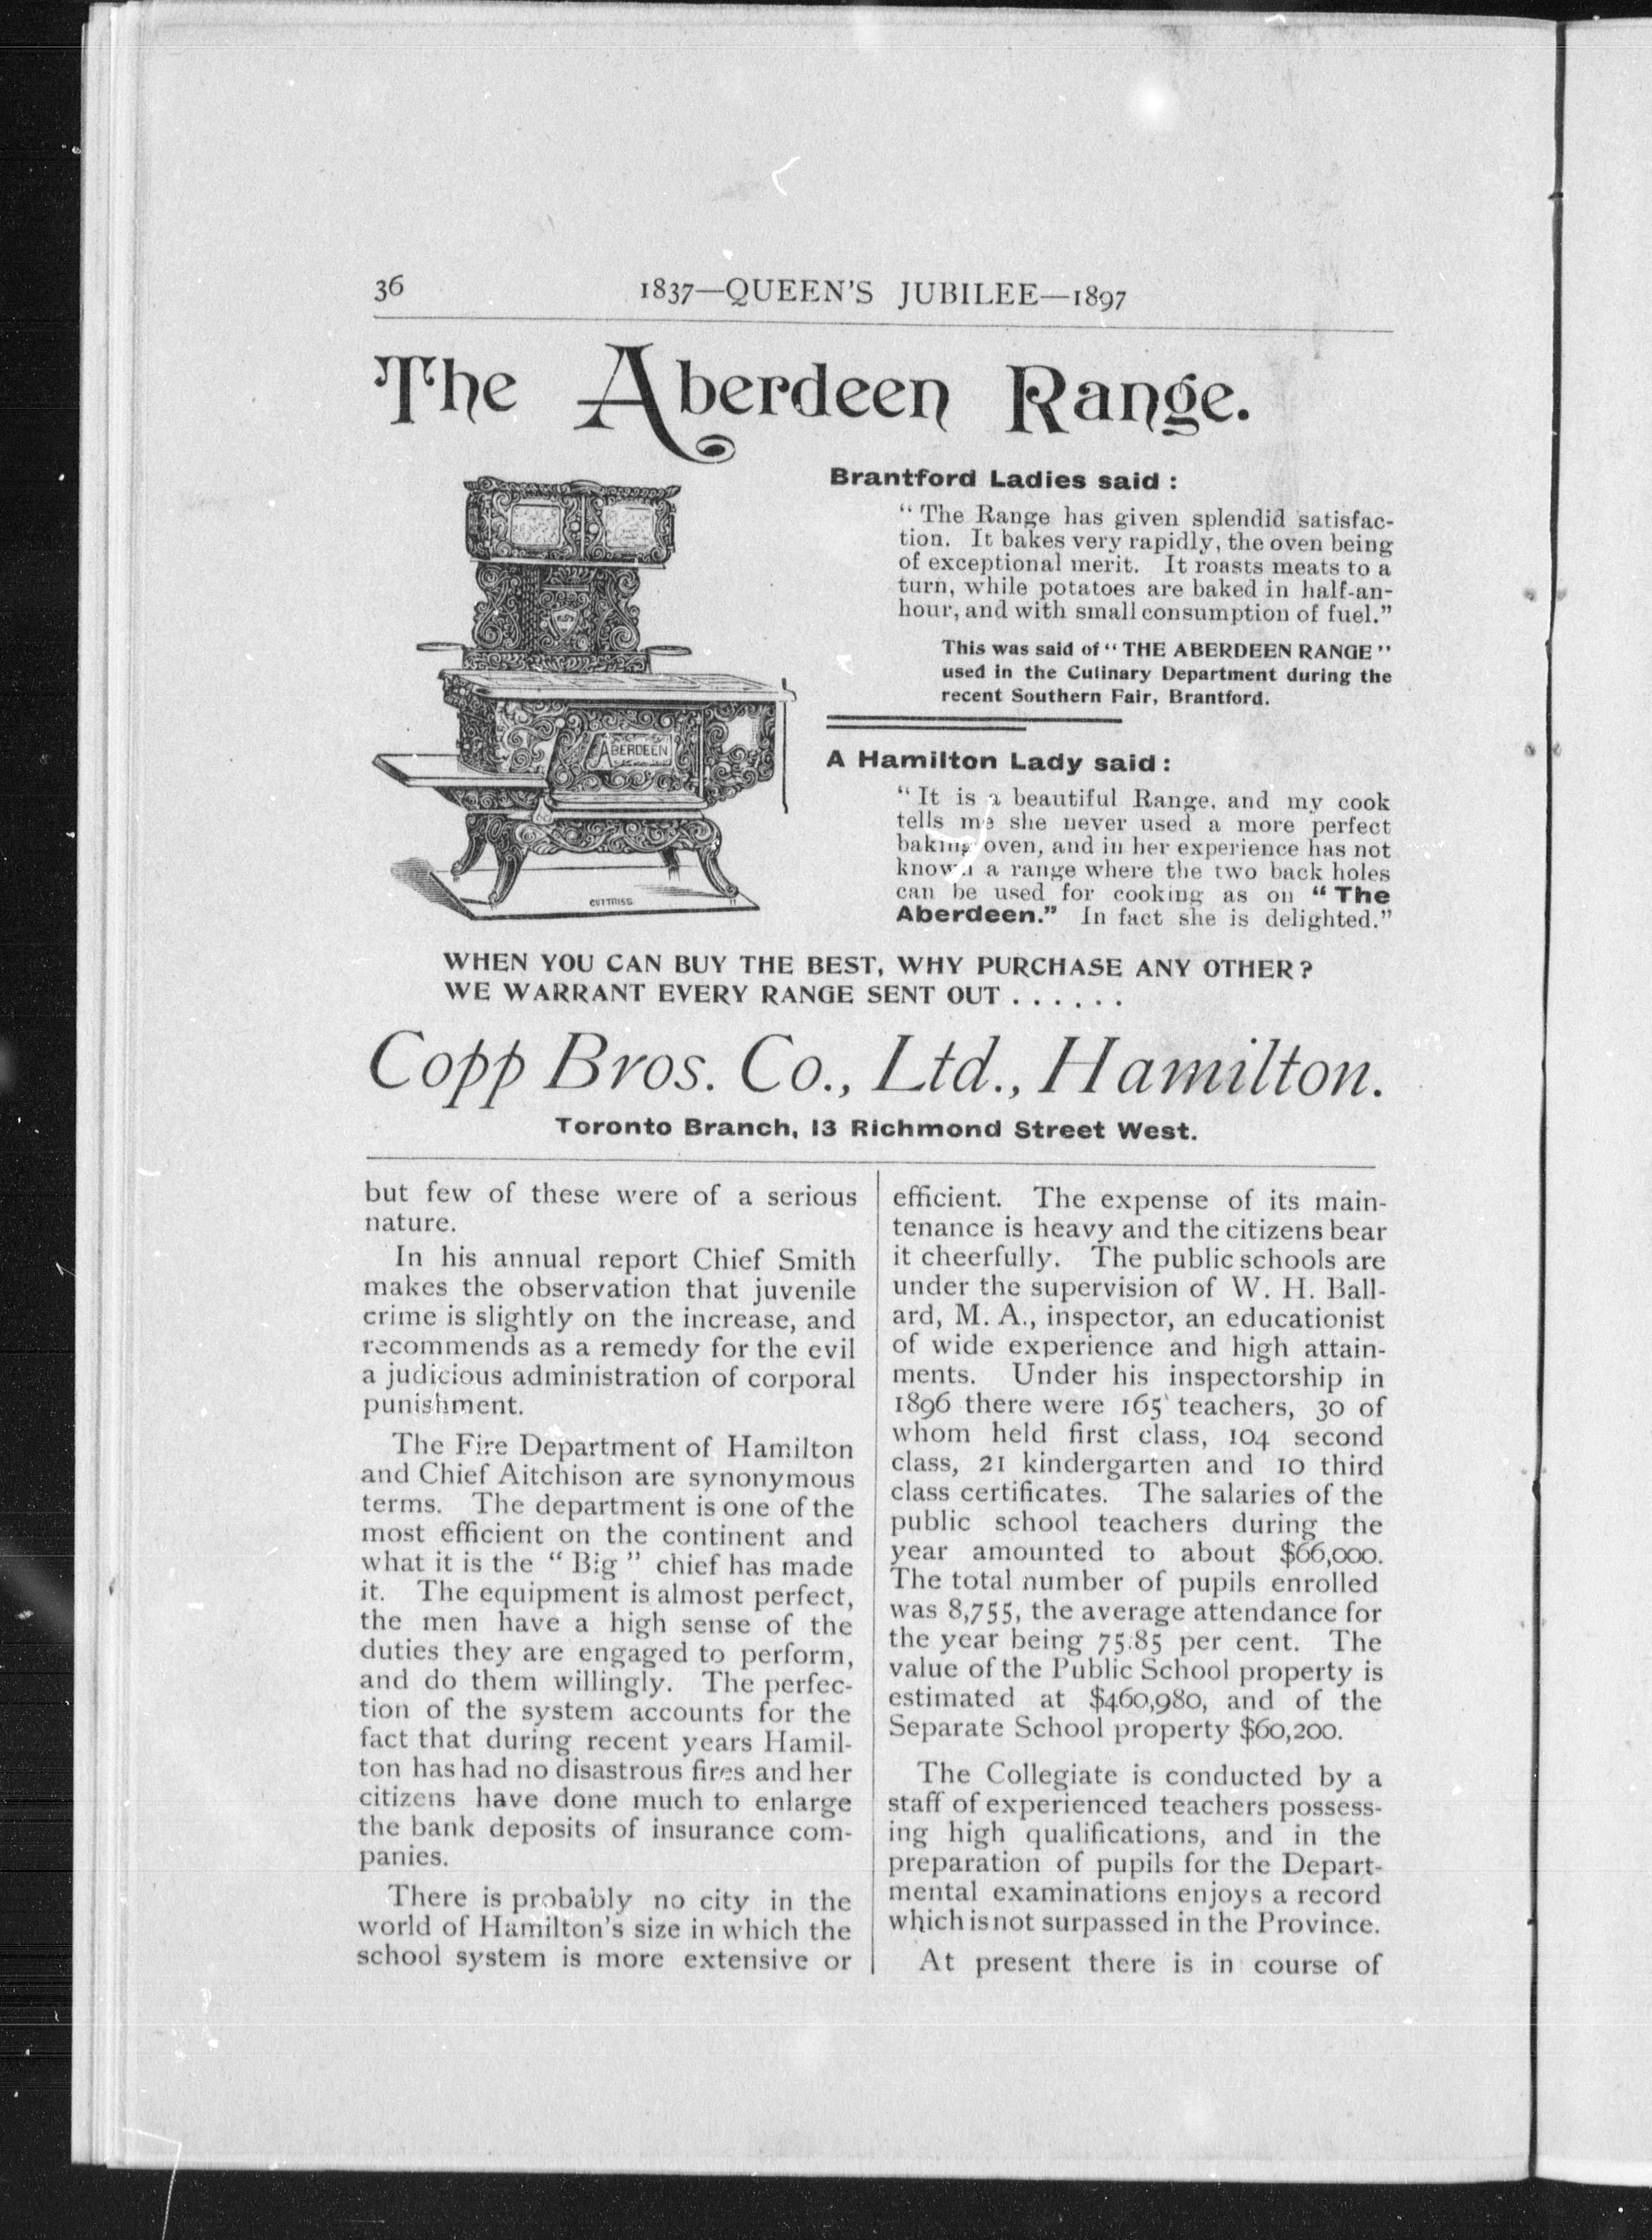 36
1837—QUEEN'S JUBILEE—1897
The Aberdeen Range.
ABERDEEN
Brantford Ladies said :
“ The Range has given splendid satisfac-
tion. It bakes very rapidly, the oven being
of exceptional merit. It roasts meats to a
turn, while potatoes are baked in half-an-
hour, and with small consumption of fuel.”
This was said of “ THE ABERDEEN RANGE ”
used in the Culinary Department during the
recent Southern Fair, Brantford.
A Hamilton Lady said :
“ It is a beautiful Range, and my cook
tells me she never used a more perfect
baking oven, and in her experience has not
known a range where the two back holes
can be used for cooking as on “ The
Aberdeen.” In fact she is delighted.”
WHEN YOU CAN BUY THE BEST, WHY PURCHASE ANY OTHER ?
WE WARRANT EVERY RANGE SENT OUT . . . . . .
Copp Bros. Co., Ltd., Hamilton.
Toronto Branch, 13 Richmond Street West.
but few of these were of a serious
nature.
In his annual report Chief Smith
makes the observation that juvenile
crime is slightly on the increase, and
recommends as a remedy for the evil
a judicious administration of corporal
punishment.
The Fire Department of Hamilton
and Chief Aitchison are synonymous
terms. The department is one of the
most efficient on the continent and
what it is the “ Big ” chief has made
it. The equipment is almost perfect,
the men have a high sense of the
duties they are engaged to perform,
and do them willingly. The perfec-
tion of the system accounts for the
fact that during recent years Hamil-
ton has had no disastrous fires and her
citizens have done much to enlarge
the bank deposits of insurance com-
panies.
There is probably no city in the
world of Hamilton's size in which the
school system is more extensive or
efficient. The expense of its main-
tenance is heavy and the citizens bear
it cheerfully. The public schools are
under the supervision of W. H. Ball-
ard, M. A., inspector, an educationist
of wide experience and high attain-
ments. Under his inspectorship in
1896 there were 165 teachers, 30 of
whom held first class, 104 second
class, 21 kindergarten and 10 third
class certificates. The salaries of the
public school teachers during the
year amounted to about $66,000.
The total number of pupils enrolled
was 8,755, the average attendance for
the year being 75.85 per cent. The
value of the Public School property is
estimated at $460,980, and of the
Separate School property $60,200.
The Collegiate is conducted by a
staff of experienced teachers possess-
ing high qualifications, and in the
preparation of pupils for the Depart-
mental examinations enjoys a record
which is not surpassed in the Province.
At present there is in course of